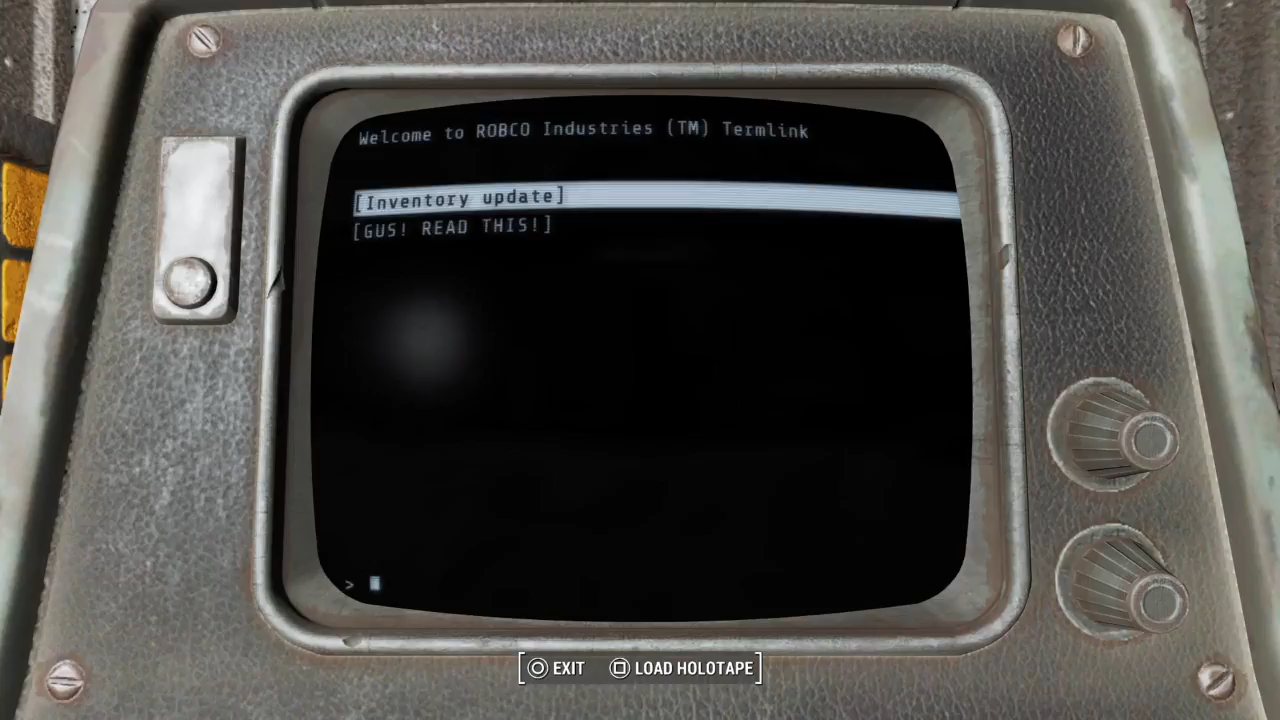 Welcome to ROBCO Industries (TM) Termlink
[Inventory update]
[GUS! READ THIS!]
>
EXIT LOAD HOLOTAPE